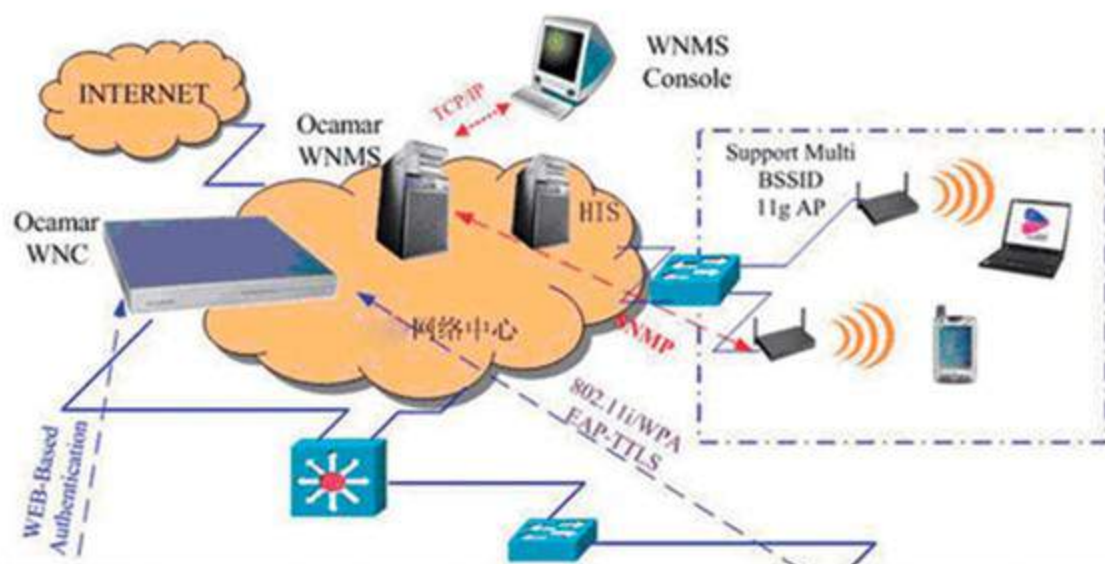 INTERNET
Ocamar
WNMS
TCP/IP
WNMS
Console
Ocamar
WNC
HIS
Support Multi
BSSID
11g AP
网络中心
SNMP
802.11i/WPA
EAP-TTLS
WEB-Based
Authentication